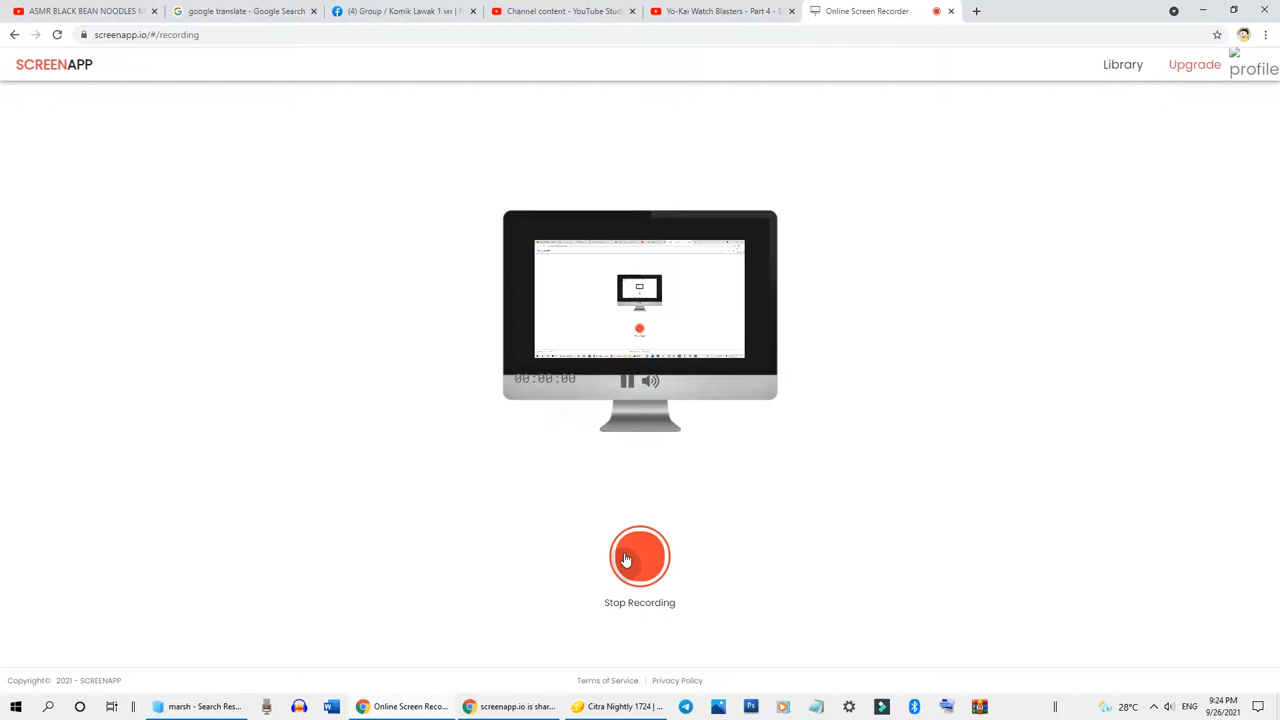 ASMR BLACK BEAN NOODLES M
google translate - Google Search
(4) Group / Komik Lawak 1
Channel content - YouTube Stud
Yo-Kai Watch Blasters - Part 4 - E
Online Screen Recorder
screenapp.io/#/recording
SCREENAPP
Library
Upgrade
profile
00:00:00
Stop Recording
Copyright© 2021 - SCREENAPP
Terms of Service | Privacy Policy
marsh - Search Res...
Online Screen Reco...
screenapp.io is shar...
Citra Nightly 1724 | ...
28°C
ENG
9:24 PM
9/26/2021